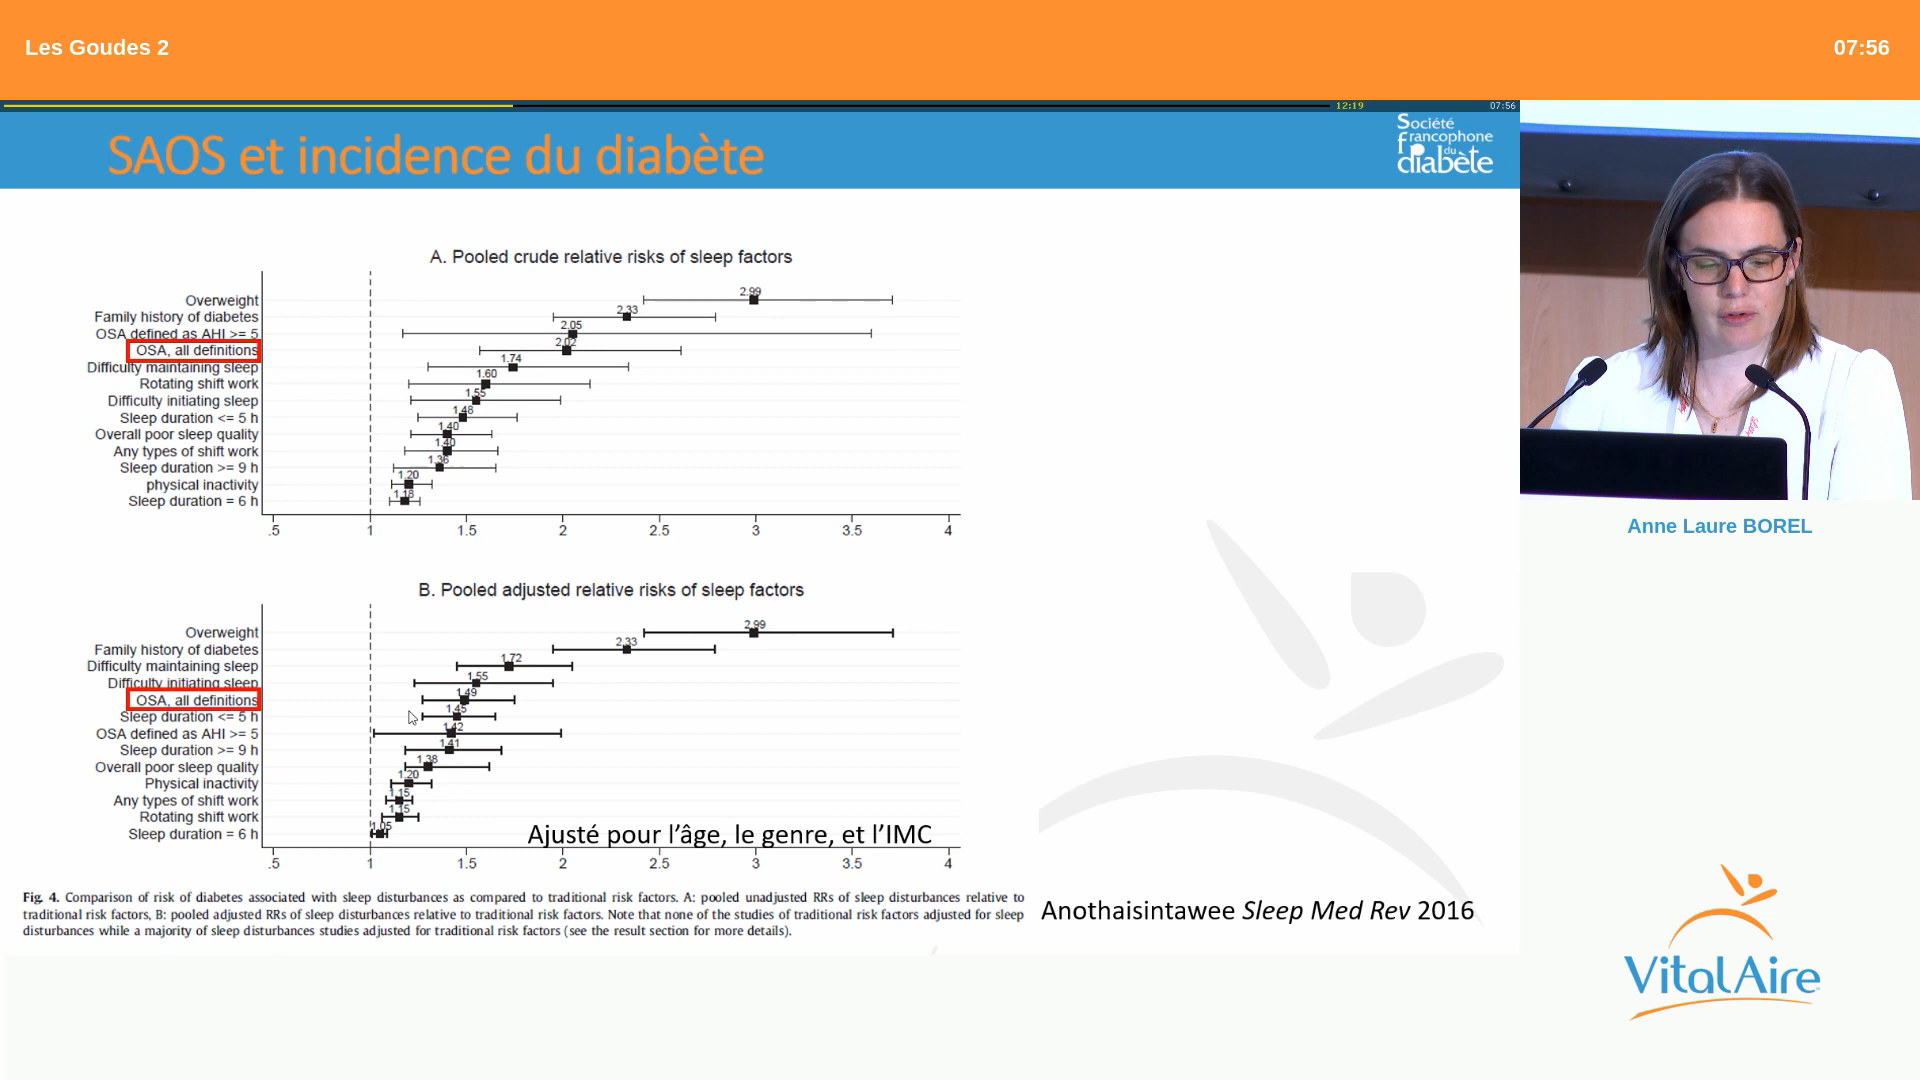 Les Goudes 2
07:56
12:19
07:56
SAOS et incidence du diabète
Société
francophone
du
diabète
A. Pooled crude relative risks of sleep factors
Overweight
2.99
Family history of diabetes
2.33
OSA defined as AHI >= 5
2.05
OSA, all definitions
2.02
Difficulty maintaining sleep
1.74
Rotating shift work
1.60
Difficulty initiating sleep
1.55
Sleep duration <= 5 h
1.48
Overall poor sleep quality
1.40
Any types of shift work
1.40
Sleep duration >= 9 h
1.36
physical inactivity
1.20
Sleep duration = 6 h
1.18
.5 1 1.5 2 2.5 3 3.5 4
B. Pooled adjusted relative risks of sleep factors
Overweight
2.99
Family history of diabetes
2.33
Difficulty maintaining sleep
1.72
Difficulty initiating sleep
1.55
OSA, all definitions
1.49
Sleep duration <= 5 h
1.45
OSA defined as AHI >= 5
1.42
Sleep duration >= 9 h
1.41
Overall poor sleep quality
1.38
Physical inactivity
1.20
Any types of shift work
1.15
Rotating shift work
1.15
Sleep duration = 6 h
1.05
Ajusté pour l’âge, le genre, et l’IMC
.5 1 1.5 2 2.5 3 3.5 4
Fig. 4. Comparison of risk of diabetes associated with sleep disturbances as compared to traditional risk factors. A: pooled unadjusted RRs of sleep disturbances relative to
traditional risk factors, B: pooled adjusted RRs of sleep disturbances relative to traditional risk factors. Note that none of the studies of traditional risk factors adjusted for sleep
disturbances while a majority of sleep disturbances studies adjusted for traditional risk factors (see the result section for more details).
Anothaisintawee Sleep Med Rev 2016
Anne Laure BOREL
VitalAire